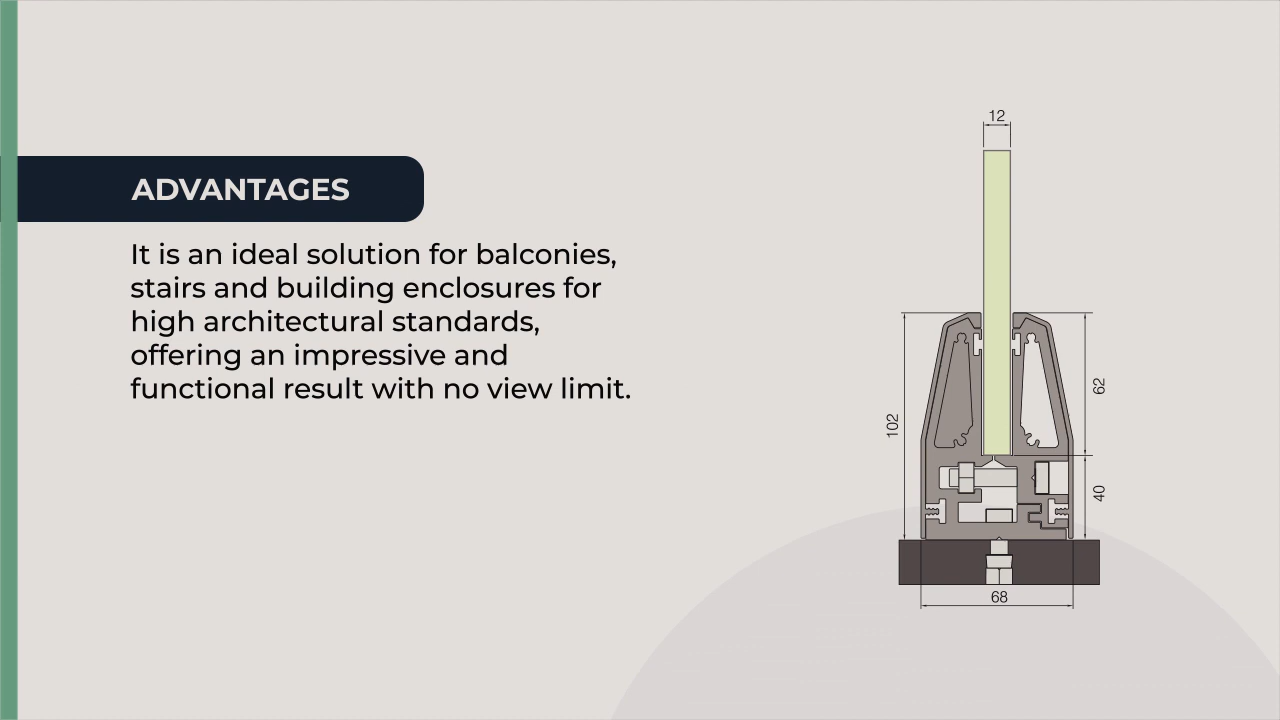 ADVANTAGES
It is an ideal solution for balconies,
stairs and building enclosures for
high architectural standards,
offering an impressive and
functional result with no view limit.
12
102
62
40
68